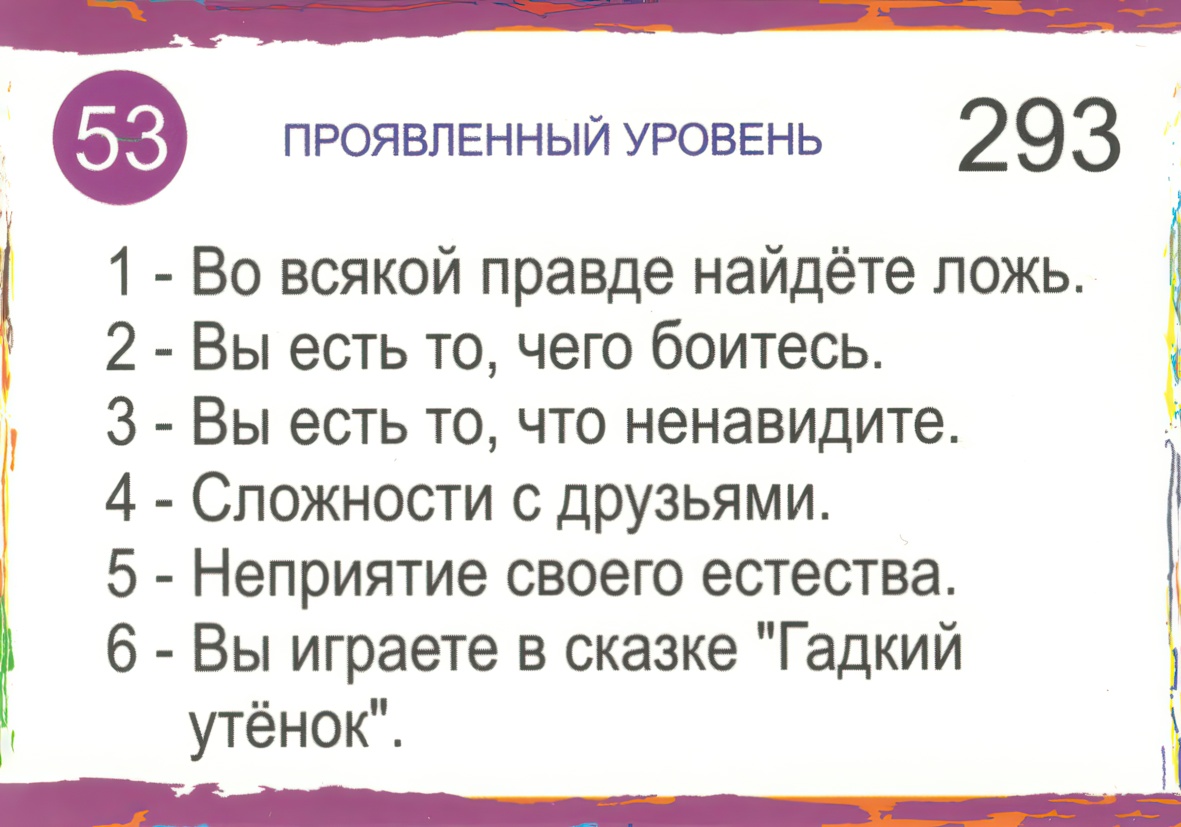 53 ПРОЯВЛЕННЫЙ УРОВЕНЬ 293
1 - Во всякой правде найдёте ложь.
2 - Вы есть то, чего боитесь.
3 - Вы есть то, что ненавидите.
4 - Сложности с друзьями.
5 - Неприятие своего естества.
6 - Вы играете в сказке "Гадкий
утёнок".